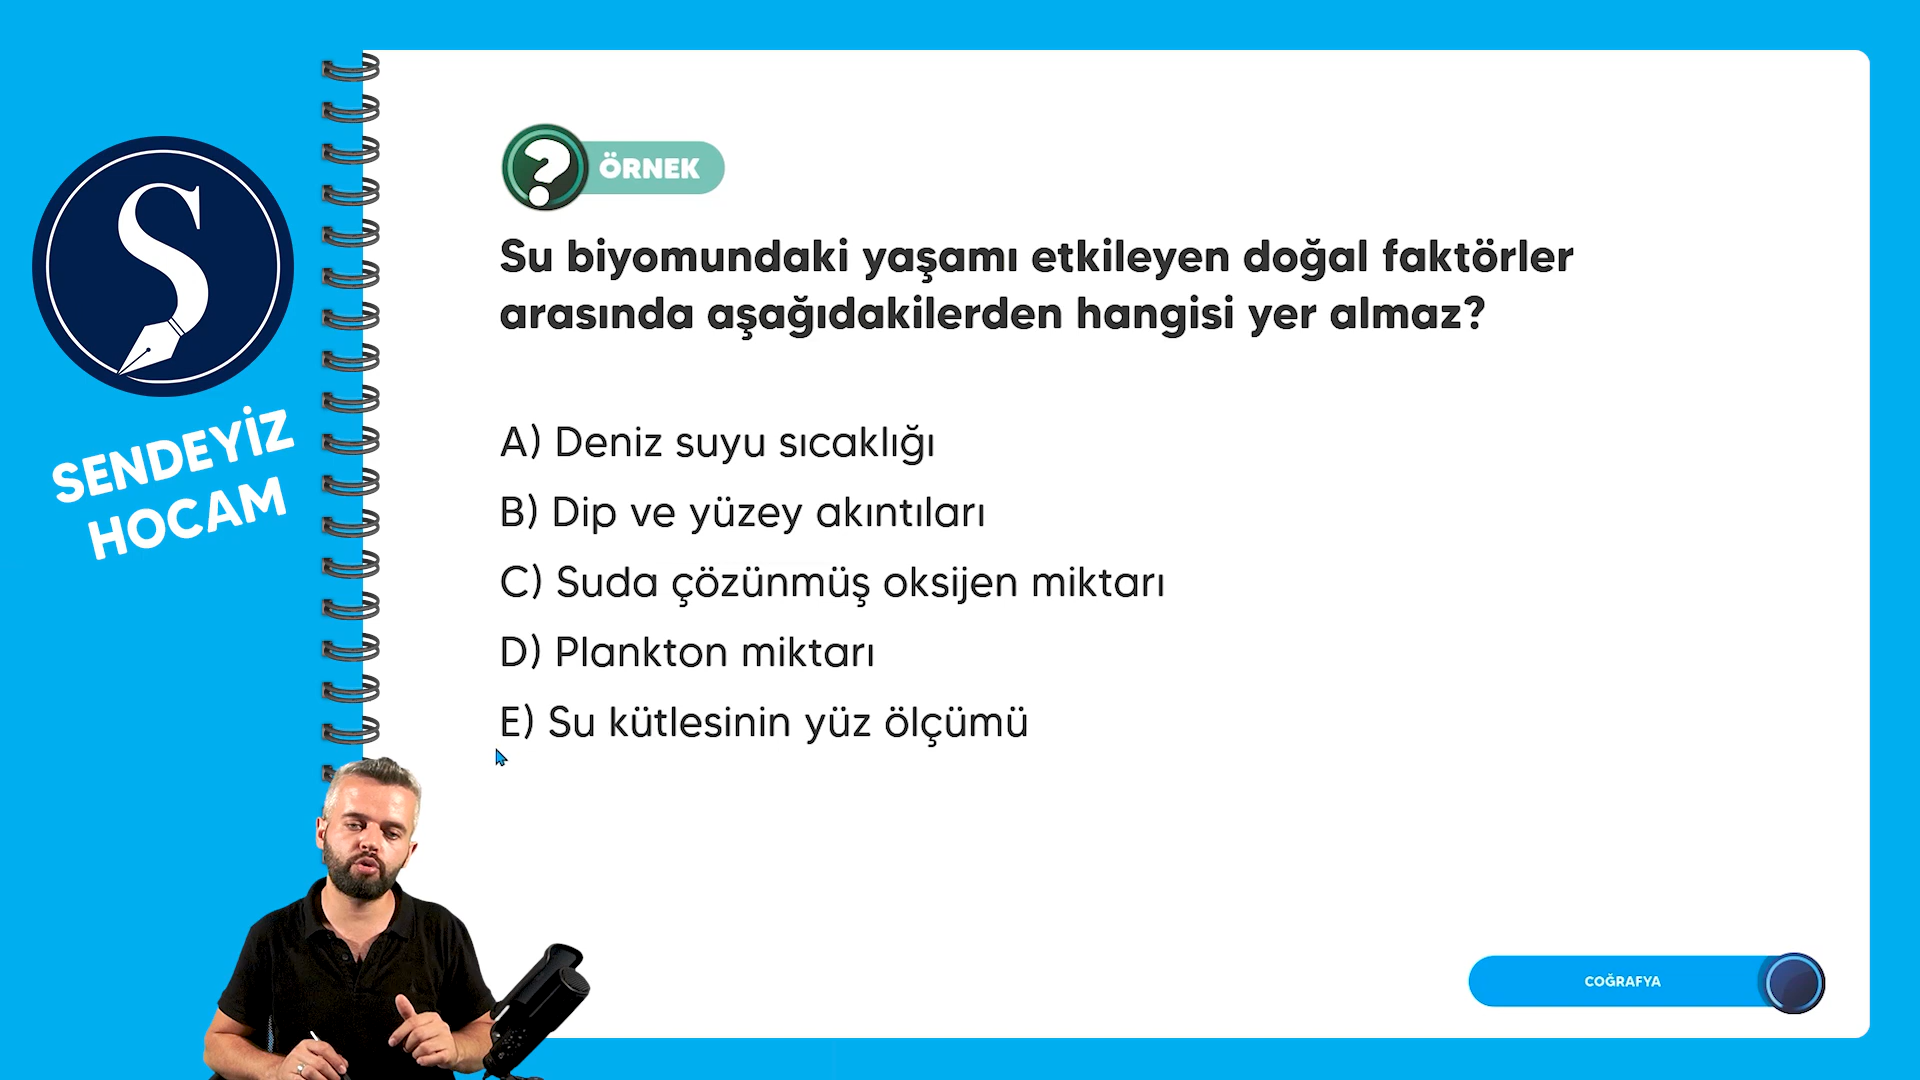 ÖRNEK
Su biyomundaki yaşamı etkileyen doğal faktörler
arasında aşağıdakilerden hangisi yer almaz?
A) Deniz suyu sıcaklığı
B) Dip ve yüzey akıntıları
C) Suda çözünmüş oksijen miktarı
D) Plankton miktarı
E) Su kütlesinin yüz ölçümü
SENDEYİZ
HOCAM
COĞRAFYA